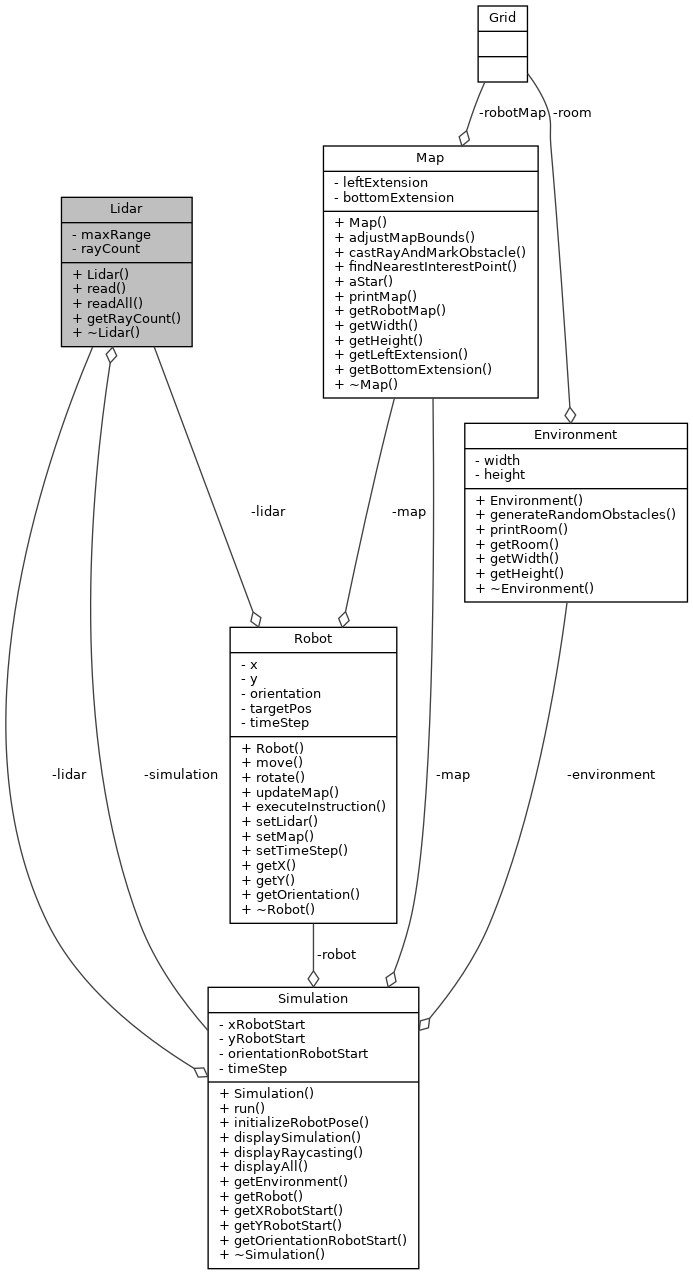 Grid
-robotMap
-room
Map
- leftExtension
- bottomExtension
+ Map()
+ adjustMapBounds()
+ castRayAndMarkObstacle()
+ findNearestInterestPoint()
+ aStar()
+ printMap()
+ getRobotMap()
+ getWidth()
+ getHeight()
+ getLeftExtension()
+ getBottomExtension()
+ ~Map()
Lidar
- maxRange
- rayCount
+ Lidar()
+ read()
+ readAll()
+ getRayCount()
+ ~Lidar()
Environment
- width
- height
+ Environment()
+ generateRandomObstacles()
+ printRoom()
+ getRoom()
+ getWidth()
+ getHeight()
+ ~Environment()
-lidar
-map
Robot
- x
- y
- orientation
- targetPos
- timeStep
+ Robot()
+ move()
+ rotate()
+ updateMap()
+ executeInstruction()
+ setLidar()
+ setMap()
+ setTimeStep()
+ getX()
+ getY()
+ getOrientation()
+ ~Robot()
-lidar
-simulation
-map
-environment
-robot
Simulation
- xRobotStart
- yRobotStart
- orientationRobotStart
- timeStep
+ Simulation()
+ run()
+ initializeRobotPose()
+ displaySimulation()
+ displayRaycasting()
+ displayAll()
+ getEnvironment()
+ getRobot()
+ getXRobotStart()
+ getYRobotStart()
+ getOrientationRobotStart()
+ ~Simulation()